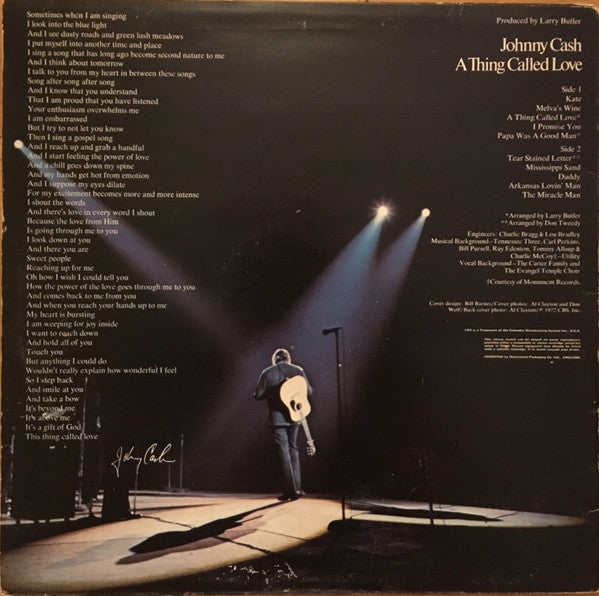 Sometimes when I am singing
I look into the blue light
And I see dusty roads and green lush meadows
I put myself into another time and place
I sing a song that has long ago become second nature to me
And I think about tomorrow
I talk to you from my heart in between these songs
Song after song after song
And I know that you understand
That I am proud that you have listened
Your enthusiasm overwhelms me
I am embarrassed
But I try to not let you know
Then I sing a gospel song
And I reach up and grab a handful
And I start feeling the power of love
And a chill goes down my spine
And my hands get hot from emotion
And I suppose my eyes dilate
For my excitement becomes more and more intense
I shout the words
And there's love in every word I shout
Because the love from Him
Is going through me to you
I look down at you
And there you are
Sweet people
Reaching up for me
Oh how I wish I could tell you
How the power of the love goes through me to you
And comes back to me from you
And when you reach your hands up to me
My heart is bursting
I am weeping for joy inside
I want to reach down
And hold all of you
Touch you
But anything I could do
Wouldn't really explain how wonderful I feel
So I step back
And smile at you
And take a bow
It's beyond me
It's above me
It's a gift of God
This thing called love
Johnny Cash
Produced by Larry Butler
Johnny Cash
A Thing Called Love
Side 1
Kate
Melva's Wine
A Thing Called Love*
I Promise You
Papa Was A Good Man*
Side 2
Tear Stained Letter**
Mississippi Sand
Daddy
Arkansas Lovin' Man
The Miracle Man
*Arranged by Larry Butler
**Arranged by Don Tweedy
Engineers: Charlie Bragg & Lou Bradley
Musical Background—Tennessee Three, Carl Perkins,
Bill Pursell, Ray Edenton, Tommy Allsup &
Charlie McCoy†—Utility
Vocal Background—The Carter Family and
The Evangel Temple Choir
†Courtesy of Monument Records.
Cover design: Bill Barnes/Cover photos: Al Clayton and Don
Wolf/Back cover photo: Al Clayton/℗ 1972 CBS, Inc.
CBS is a Trademark of the Columbia Broadcasting System Inc., U.S.A.